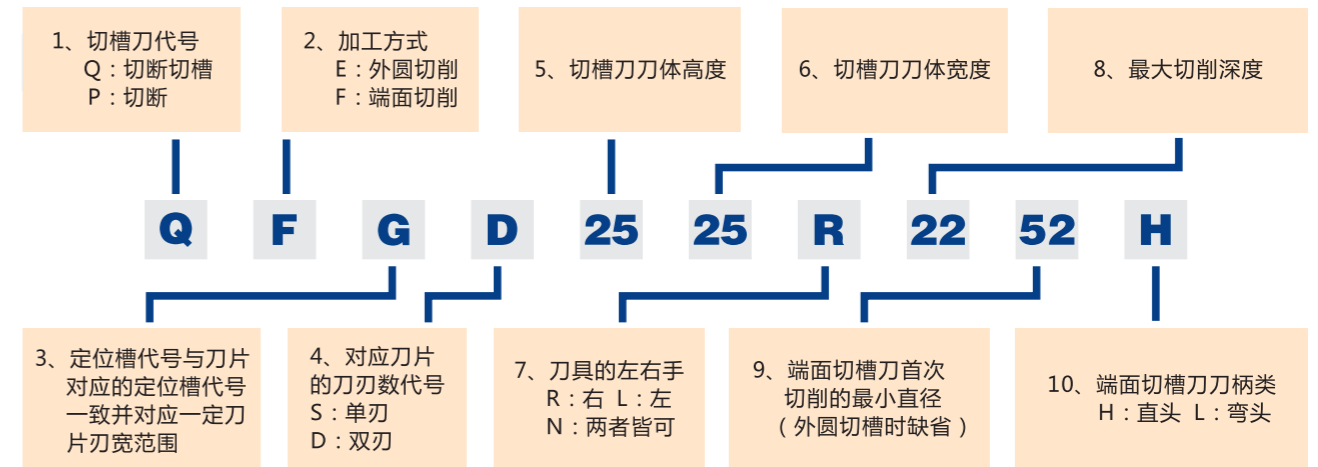 1、切槽刀代号
Q：切断切槽
P：切断
2、加工方式
E：外圆切削
F：端面切削
5、切槽刀刀体高度
6、切槽刀刀体宽度
8、最大切削深度
Q F G D 25 25 R 22 52 H
3、定位槽代号与刀片
对应的定位槽代号
一致并对应一定刀
片刃宽范围
4、对应刀片
的刀刃数代号
S：单刃
D：双刃
7、刀具的左右手
R：右 L：左
N：两者皆可
9、端面切槽刀首次
切削的最小直径
（外圆切槽时缺省）
10、端面切槽刀刀柄类
H：直头 L：弯头